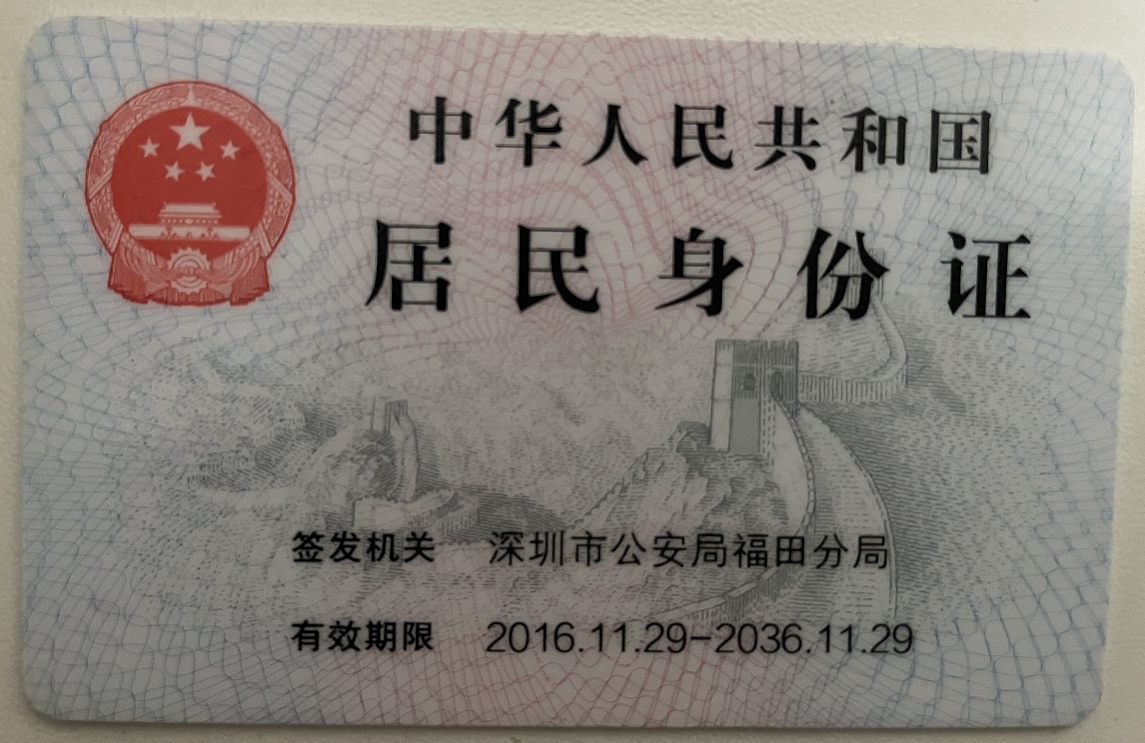 中华人民共和国
居民身份证
签发机关 深圳市公安局福田分局
有效期限 2016.11.29-2036.11.29